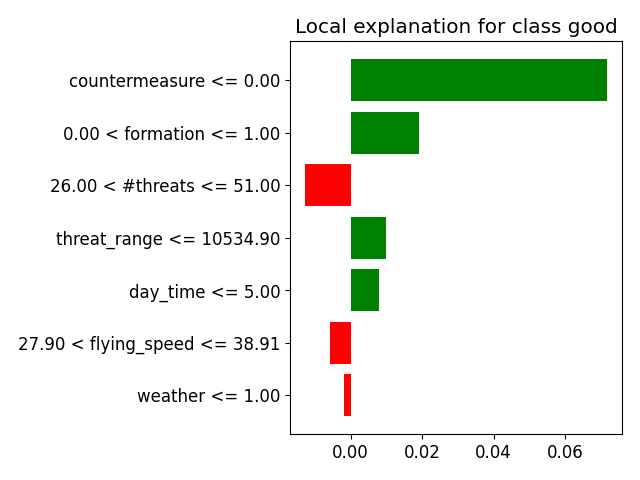 Local explanation for class good
countermeasure <= 0.00
0.00 < formation <= 1.00
26.00 < #threats <= 51.00
threat_range <= 10534.90
day_time <= 5.00
27.90 < flying_speed <= 38.91
weather <= 1.00
0.00 0.02 0.04 0.06